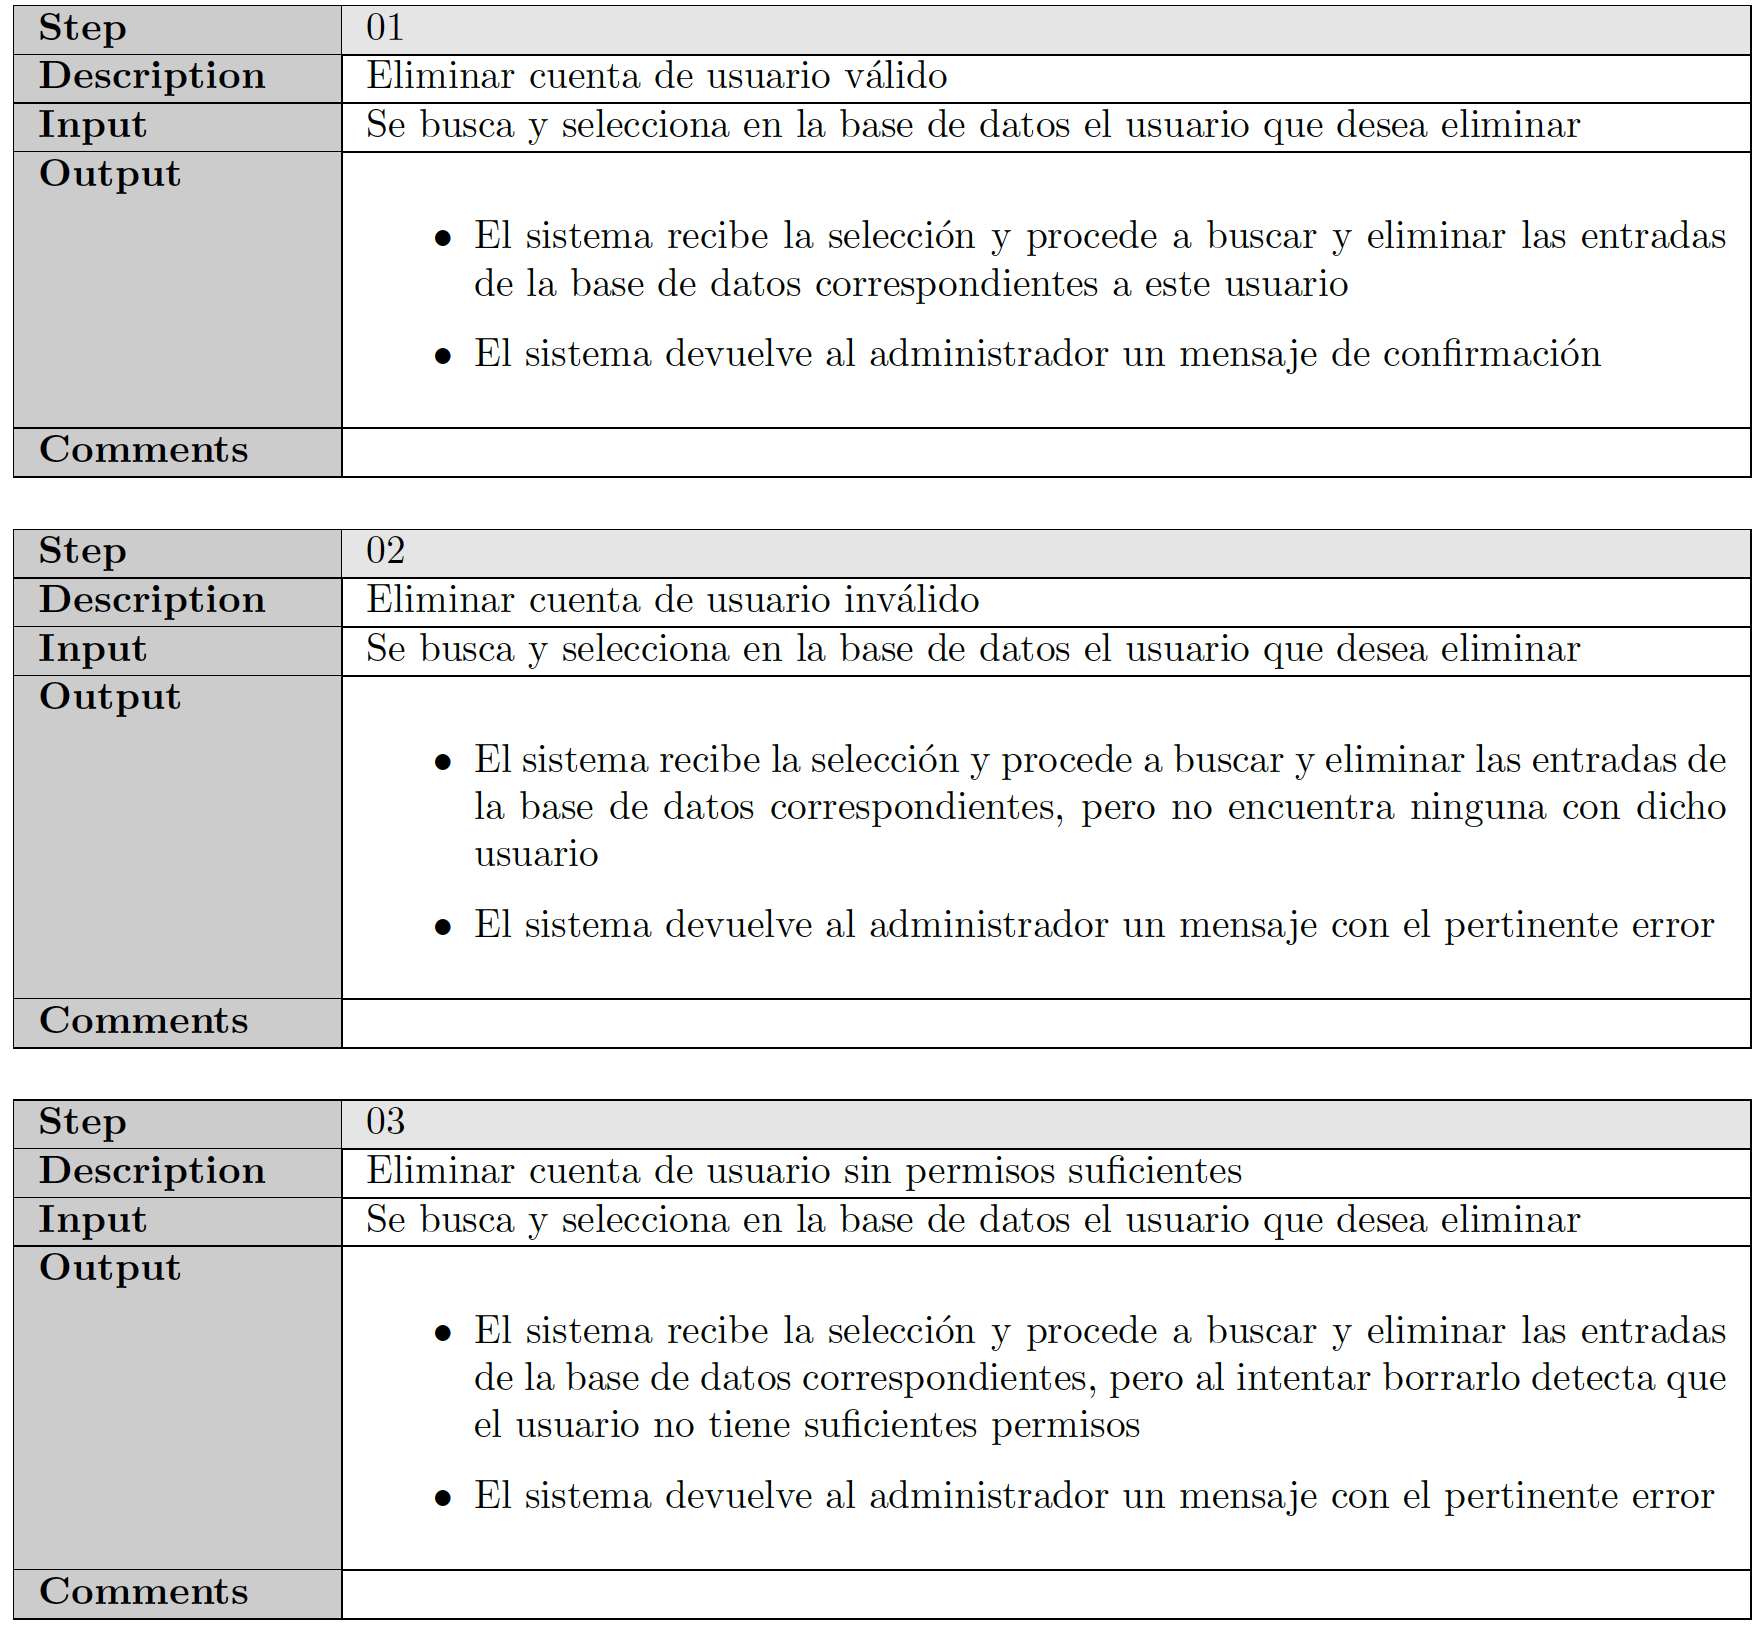 Step 01
Description Eliminar cuenta de usuario válido
Input Se busca y selecciona en la base de datos el usuario que desea eliminar
Output
• El sistema recibe la selección y procede a buscar y eliminar las entradas
de la base de datos correspondientes a este usuario
• El sistema devuelve al administrador un mensaje de confirmación
Comments
Step 02
Description Eliminar cuenta de usuario inválido
Input Se busca y selecciona en la base de datos el usuario que desea eliminar
Output
• El sistema recibe la selección y procede a buscar y eliminar las entradas de
la base de datos correspondientes, pero no encuentra ninguna con dicho
usuario
• El sistema devuelve al administrador un mensaje con el pertinente error
Comments
Step 03
Description Eliminar cuenta de usuario sin permisos suficientes
Input Se busca y selecciona en la base de datos el usuario que desea eliminar
Output
• El sistema recibe la selección y procede a buscar y eliminar las entradas
de la base de datos correspondientes, pero al intentar borrarlo detecta que
el usuario no tiene suficientes permisos
• El sistema devuelve al administrador un mensaje con el pertinente error
Comments